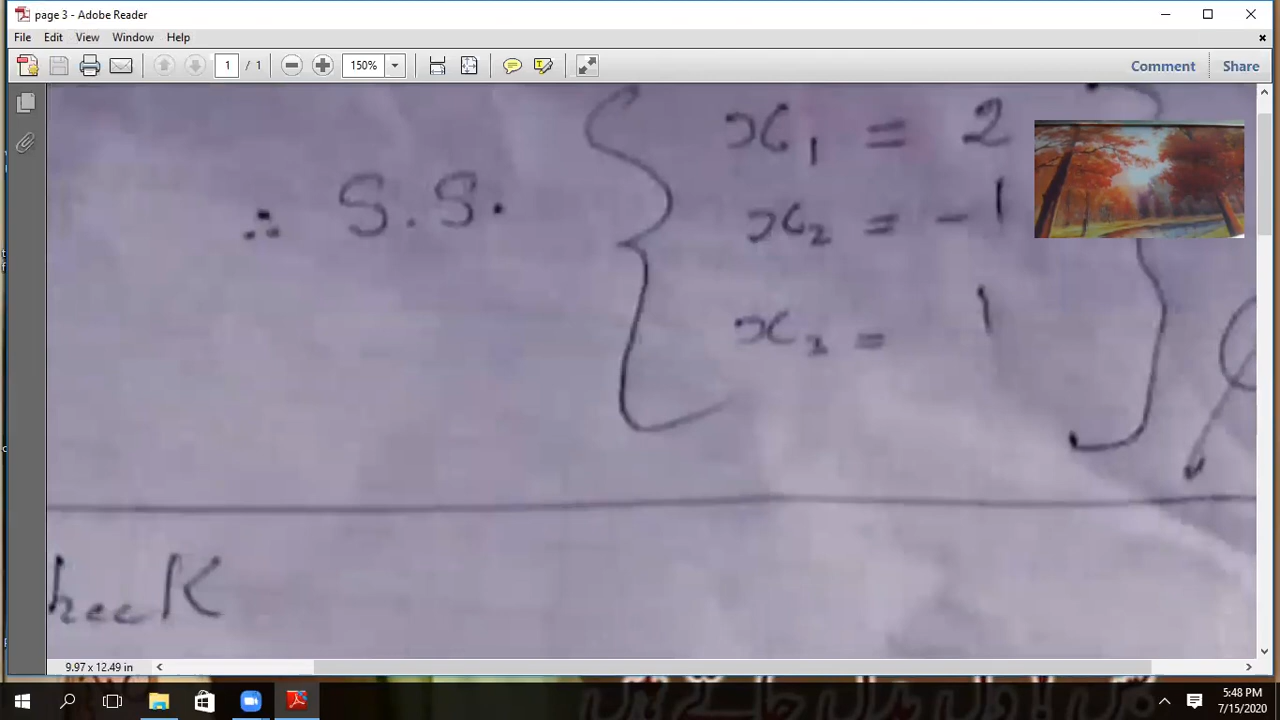 page 3 - Adobe Reader
File Edit View Window Help
1 / 1 150% Comment Share
x₁ = 2
∴ S.S. x₂ = -1
x₃ = 1
heck
9.97 x 12.49 in
5:48 PM
7/15/2020